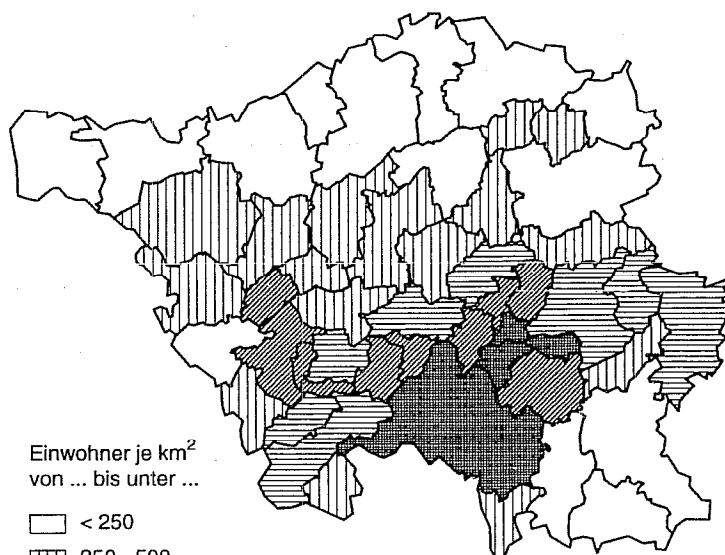 Einwohner je km²
von ... bis unter ...
< 250
250 - 500